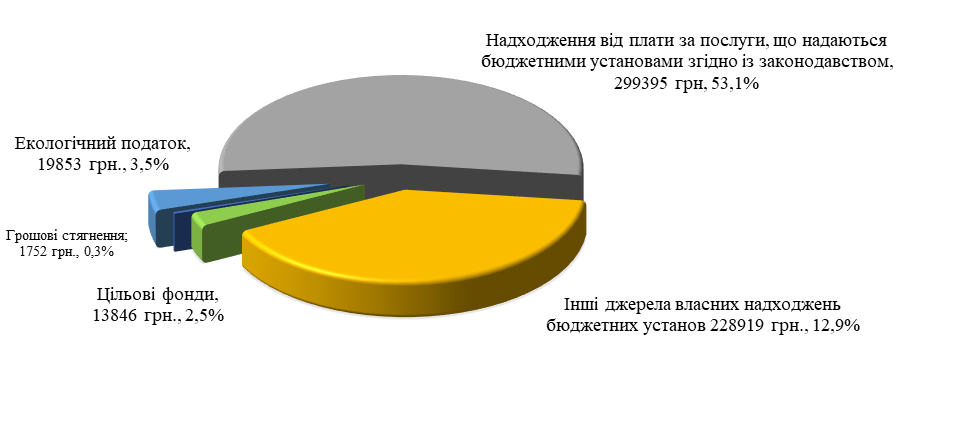 Надходження від плати за послуги, що надаються
бюджетними установами згідно із законодавством,
299395 грн, 53,1%
Екологічний податок,
19853 грн., 3,5%
Грошові стягнення;
1752 грн., 0,3%
Цільові фонди,
13846 грн., 2,5%
Інші джерела власних надходжень
бюджетних установ 228919 грн., 12,9%